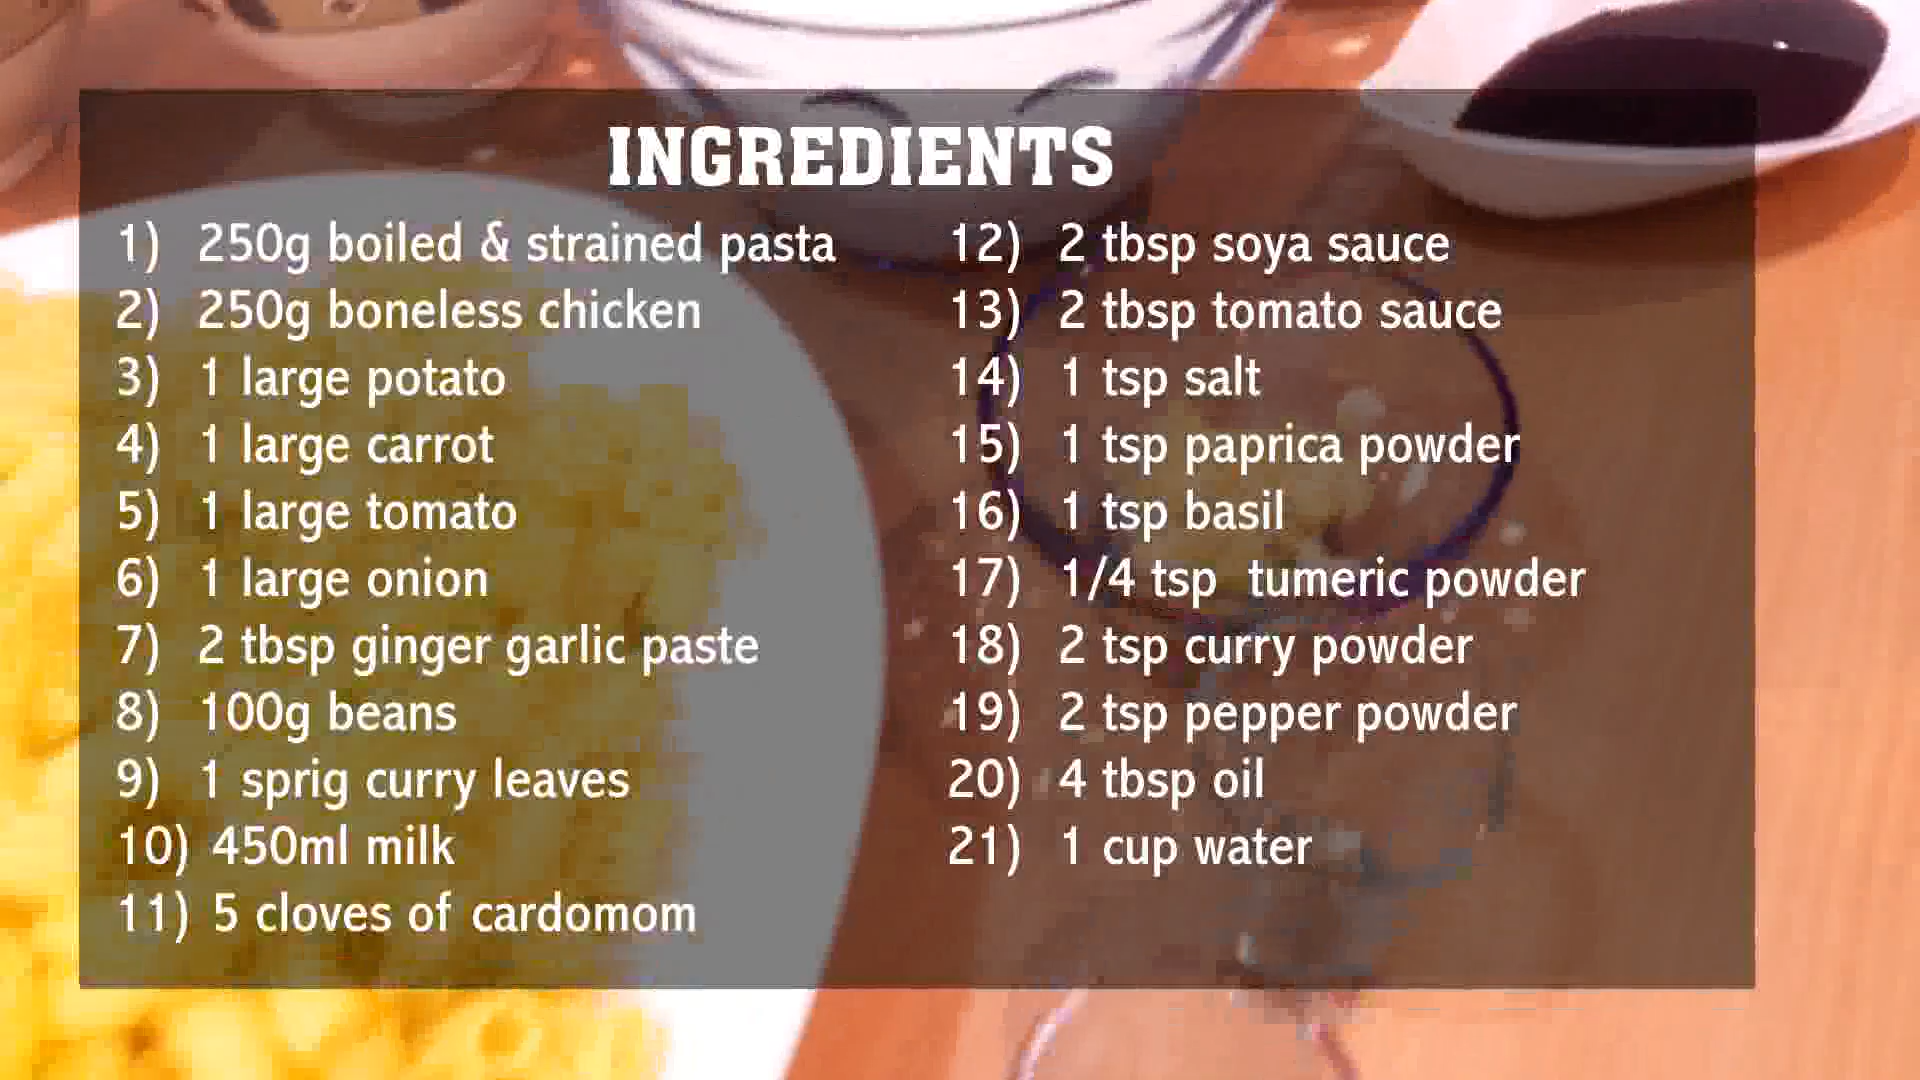 INGREDIENTS
1) 250g boiled & strained pasta
2) 250g boneless chicken
3) 1 large potato
4) 1 large carrot
5) 1 large tomato
6) 1 large onion
7) 2 tbsp ginger garlic paste
8) 100g beans
9) 1 sprig curry leaves
10) 450ml milk
11) 5 cloves of cardomom
12) 2 tbsp soya sauce
13) 2 tbsp tomato sauce
14) 1 tsp salt
15) 1 tsp paprica powder
16) 1 tsp basil
17) 1/4 tsp tumeric powder
18) 2 tsp curry powder
19) 2 tsp pepper powder
20) 4 tbsp oil
21) 1 cup water